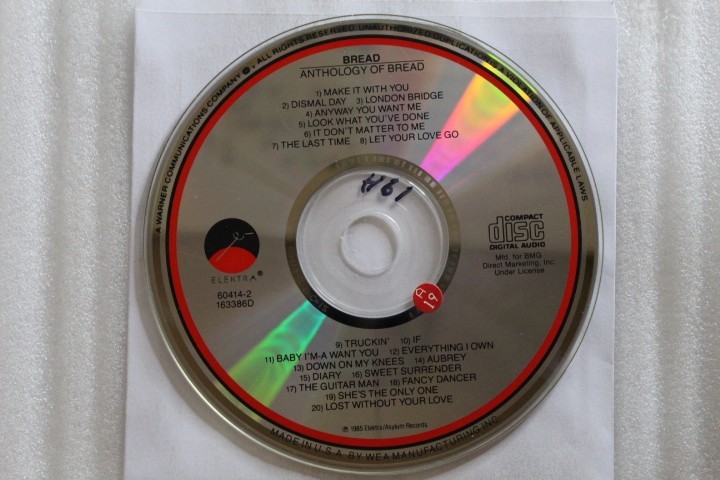 BREAD
ANTHOLOGY OF BREAD
1) MAKE IT WITH YOU
2) DISMAL DAY 3) LONDON BRIDGE
4) ANYWAY YOU WANT ME
5) LOOK WHAT YOU'VE DONE
6) IT DON'T MATTER TO ME
7) THE LAST TIME 8) LET YOUR LOVE GO
A WARNER COMMUNICATIONS COMPANY ALL RIGHTS RESERVED. UNAUTHORIZED DUPLICATION IS A VIOLATION OF APPLICABLE LAWS
H61
COMPACT
disc
DIGITAL AUDIO
Mfd. for BMG
Direct Marketing, Inc.
Under License
ELEKTRA®
60414-2
163386D
A
19
9) TRUCKIN' 10) IF
11) BABY I'M-A WANT YOU 12) EVERYTHING I OWN
13) DOWN ON MY KNEES 14) AUBREY
15) DIARY 16) SWEET SURRENDER
17) THE GUITAR MAN 18) FANCY DANCER
19) SHE'S THE ONLY ONE
20) LOST WITHOUT YOUR LOVE
℗ 1985 Elektra/Asylum Records
MADE IN U.S.A. BY WEA MANUFACTURING INC.